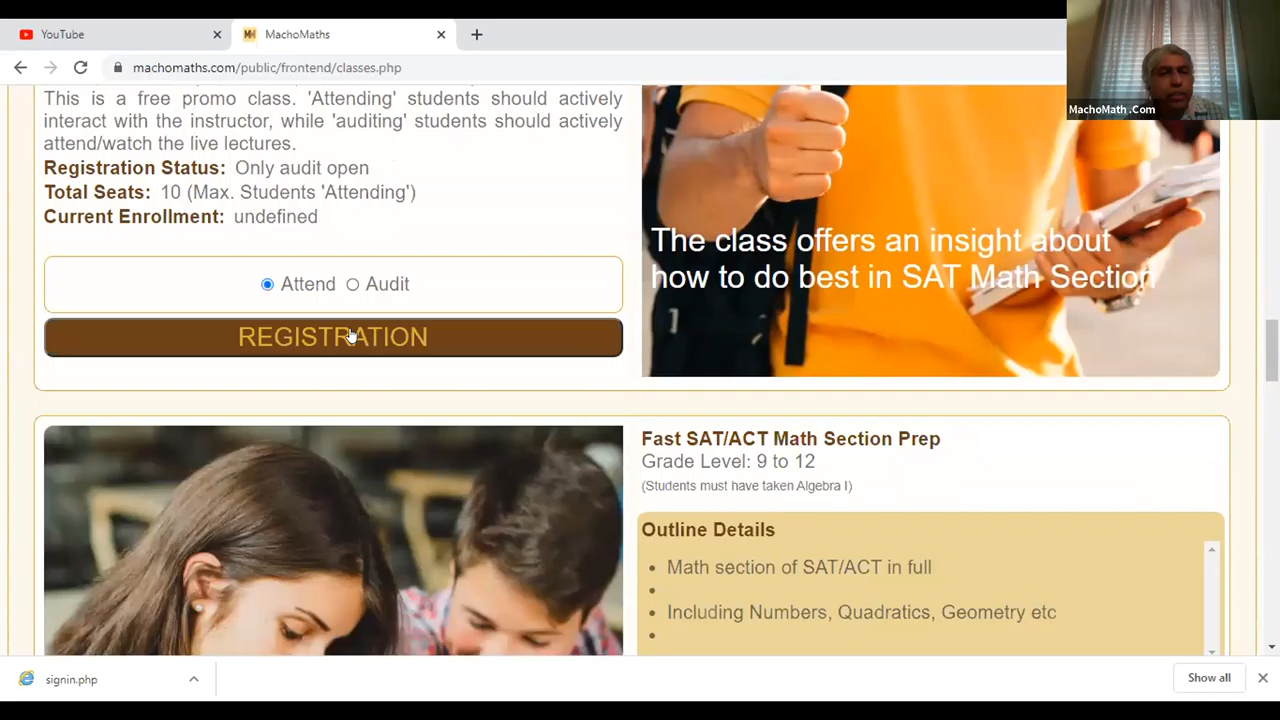 YouTube
MachoMaths
machomaths.com/public/frontend/classes.php
MachoMath .Com
This is a free promo class. 'Attending' students should actively
interact with the instructor, while 'auditing' students should actively
attend/watch the live lectures.
Registration Status: Only audit open
Total Seats: 10 (Max. Students 'Attending')
Current Enrollment: undefined
Attend Audit
REGISTRATION
The class offers an insight about
how to do best in SAT Math Section
Fast SAT/ACT Math Section Prep
Grade Level: 9 to 12
(Students must have taken Algebra I)
Outline Details
Math section of SAT/ACT in full
Including Numbers, Quadratics, Geometry etc
signin.php
Show all